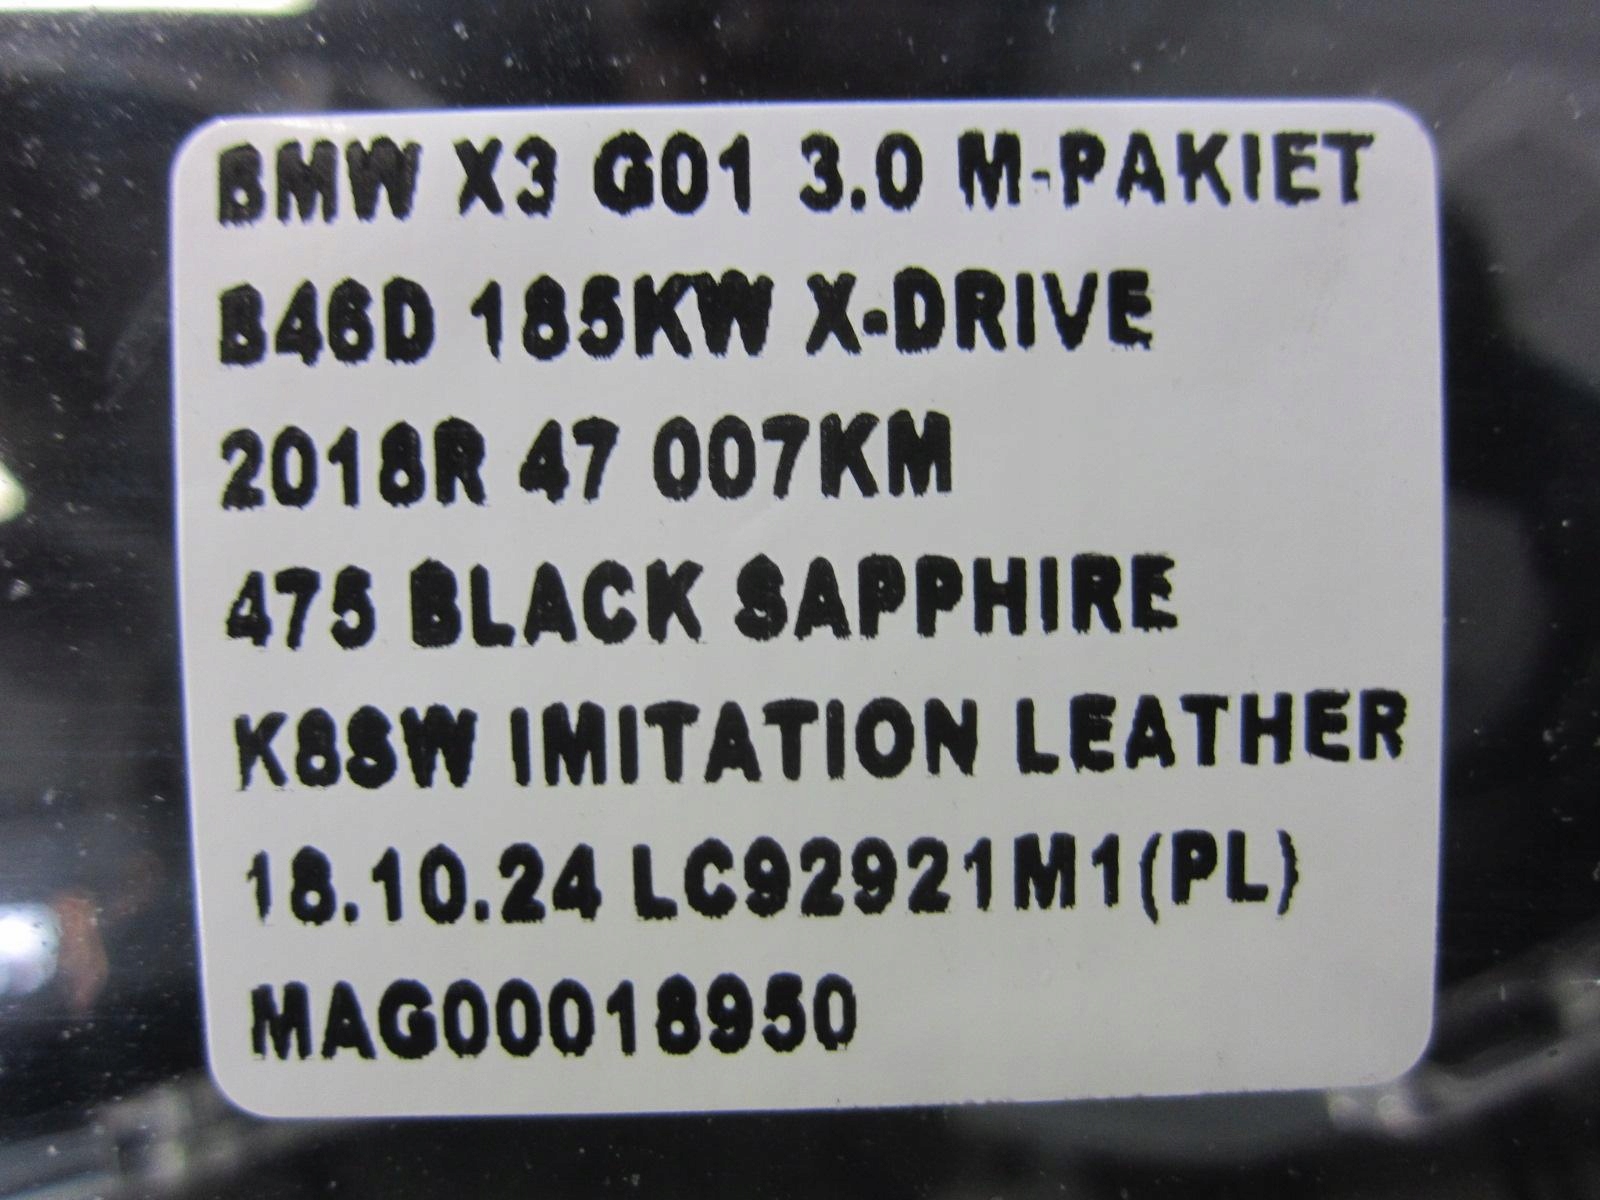 BMW X3 G01 3.0 M-PAKIET
B46D 185KW X-DRIVE
2018R 47 007KM
475 BLACK SAPPHIRE
K8SW IMITATION LEATHER
18.10.24 LC92921M1(PL)
MAG00018950